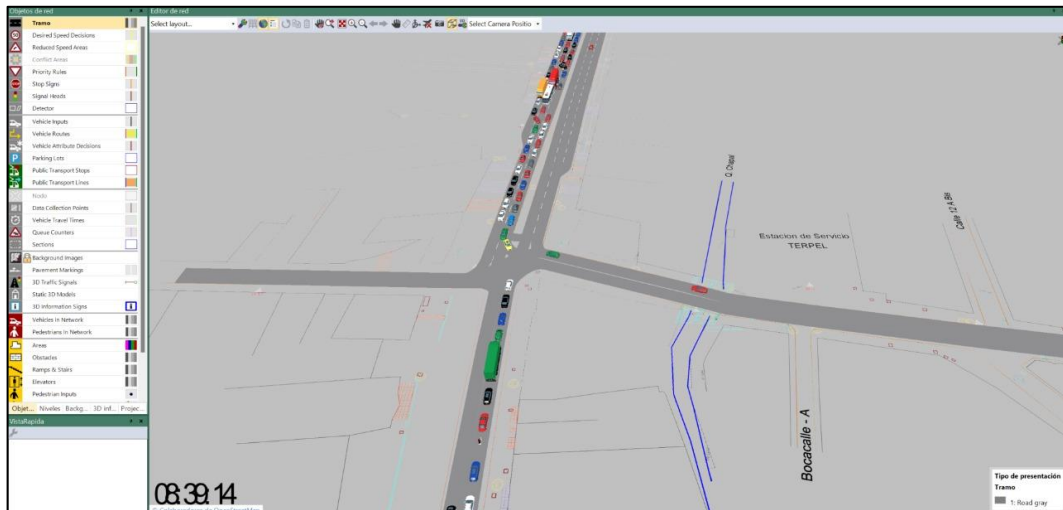 Objetos de red
Editor de red
Select layout...
Select Camera Positio
Tramo
Desired Speed Decisions
Reduced Speed Areas
Conflict Areas
Priority Rules
Stop Signs
Signal Heads
Detector
Vehicle Inputs
Vehicle Routes
Vehicle Attribute Decisions
Parking Lots
Public Transport Stops
Public Transport Lines
Node
Data Collection Points
Vehicle Travel Times
Queue Counters
Sections
Background Images
Pavement Markings
3D Traffic Signals
Static 3D Models
3D Information Signs
Vehicles In Network
Pedestrians In Network
Areas
Obstacles
Ramps & Stairs
Elevators
Pedestrian Inputs
Objet... Niveles Backg... 3D inf... Projec...
VistaRapida
Q. Chapal
Estacion de Servicio
TERPEL
Calle 12 A Bis
Bocacalle - A
08:39:14
Tipo de presentación
Tramo
1: Road gray